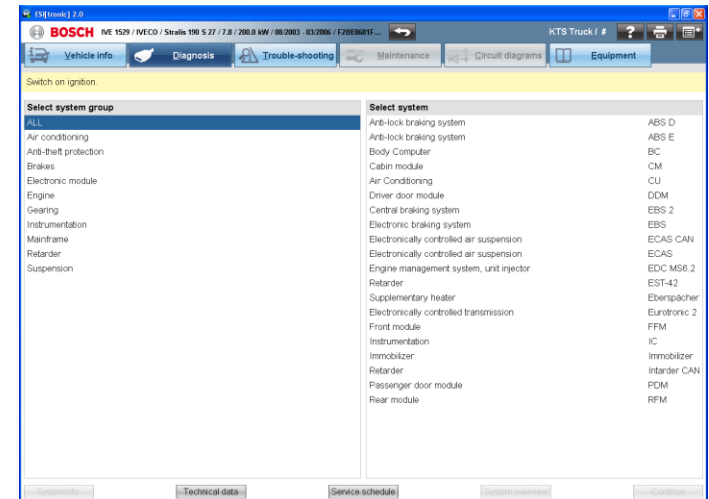 ESI[tronic] 2.0
BOSCH IVE 1529 / IVECO / Stralis 190 S 27 / 7.8 / 200.0 kW / 08/2003 - 03/2006 / F2BE0681F... KTS Truck / # ?
Vehicle info Diagnosis Trouble-shooting Maintenance Circuit diagrams Equipment
Switch on ignition.
Select system group
ALL
Air conditioning
Anti-theft protection
Brakes
Electronic module
Engine
Gearing
Instrumentation
Mainframe
Retarder
Suspension
Select system
Anti-lock braking system ABS D
Anti-lock braking system ABS E
Body Computer BC
Cabin module CM
Air Conditioning CU
Driver door module DDM
Central braking system EBS 2
Electronic braking system EBS
Electronically controlled air suspension ECAS CAN
Electronically controlled air suspension ECAS
Engine management system, unit injector EDC MS6.2
Retarder EST-42
Supplementary heater Eberspächer
Electronically controlled transmission Eurotronic 2
Front module FFM
Instrumentation IC
Immobilizer Immobilizer
Retarder Intarder CAN
Passenger door module PDM
Rear module RFM
Systeminfo Technical data Service schedule System overview Continue